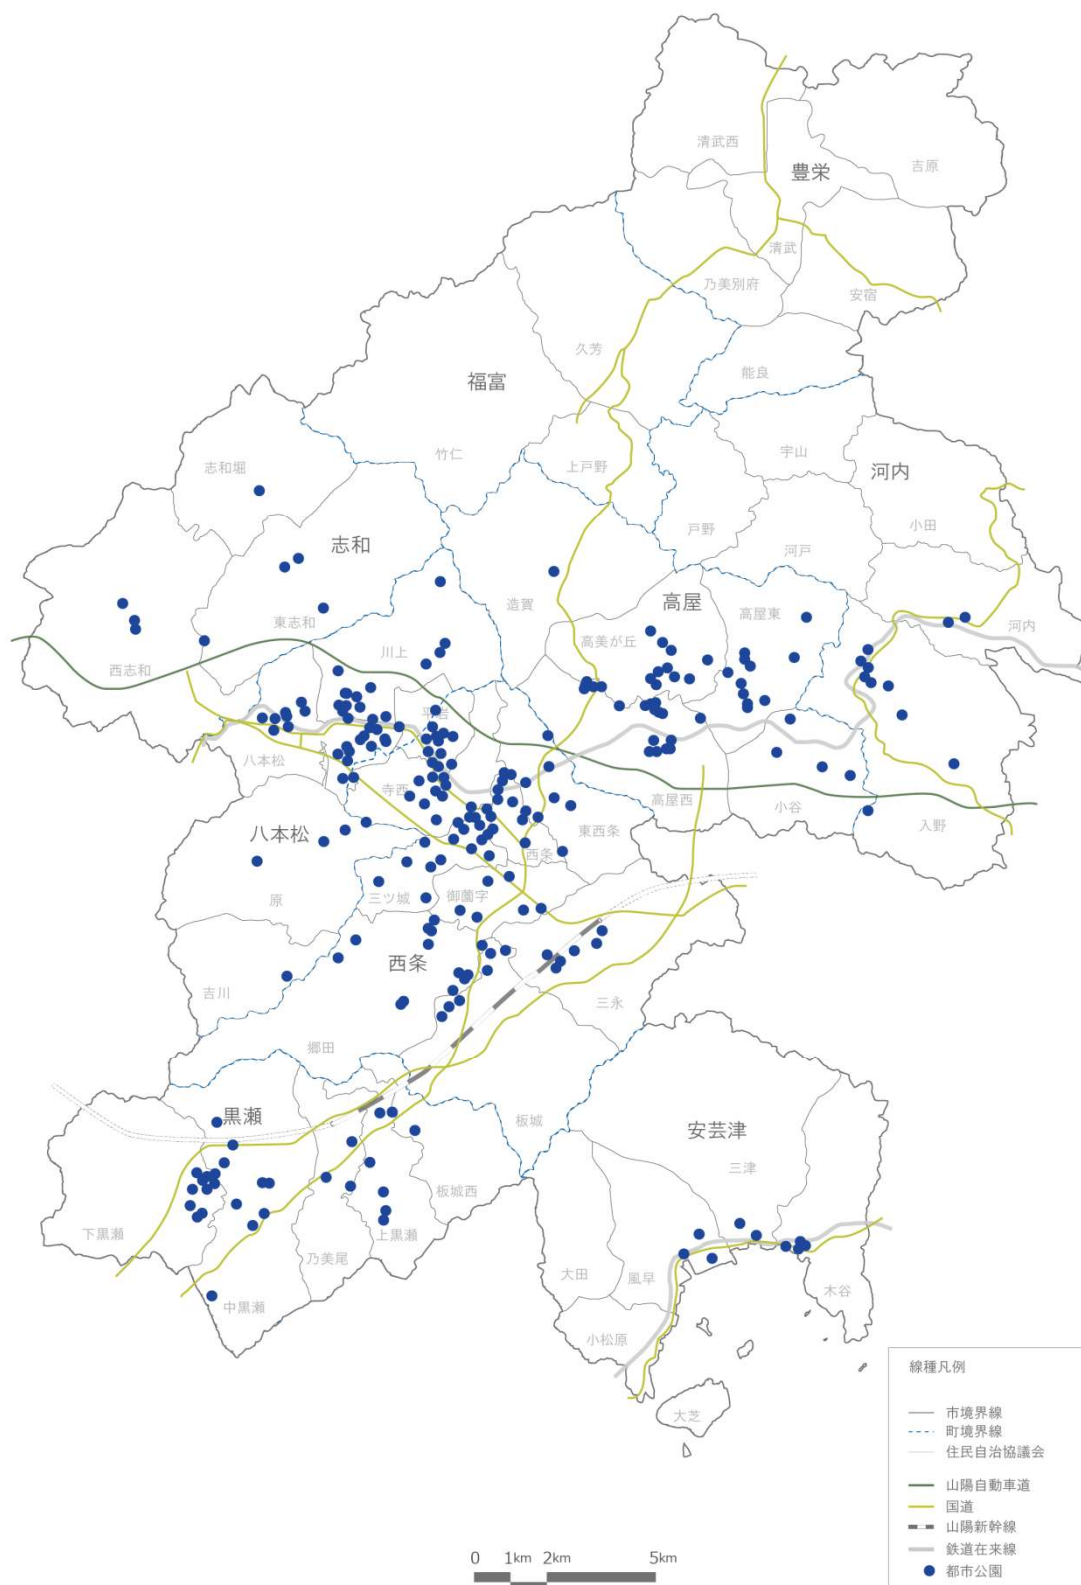 清武西
吉原
豊栄
清武
乃美別府
安宿
久芳
能良
福富
竹仁
上戸野
宇山
河内
志和堀
小田
戸野
河戸
志和
造賀
高屋
高屋東
東志和
高美が丘
河内
川上
西志和
平岩
八本松
寺西
高屋西
小谷
入野
八本松
東西条
西条
原
三ツ城
御薗宇
西条
吉川
三永
郷田
黒瀬
板城
安芸津
三津
板城西
下黒瀬
上黒瀬
乃美尾
大田
風早
木谷
中黒瀬
小松原
大芝
線種凡例
市境界線
町境界線
住民自治協議会
山陽自動車道
国道
山陽新幹線
鉄道在来線
都市公園
0 1km 2km 5km